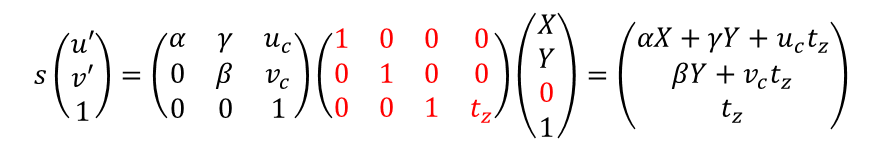 s(u′ v′ 1) = (α γ u_c; 0 β v_c; 0 0 1)(1 0 0 0; 0 1 0 0; 0 0 1 t_z)(X Y 0 1) = (αX + γY + u_c t_z; βY + v_c t_z; t_z)